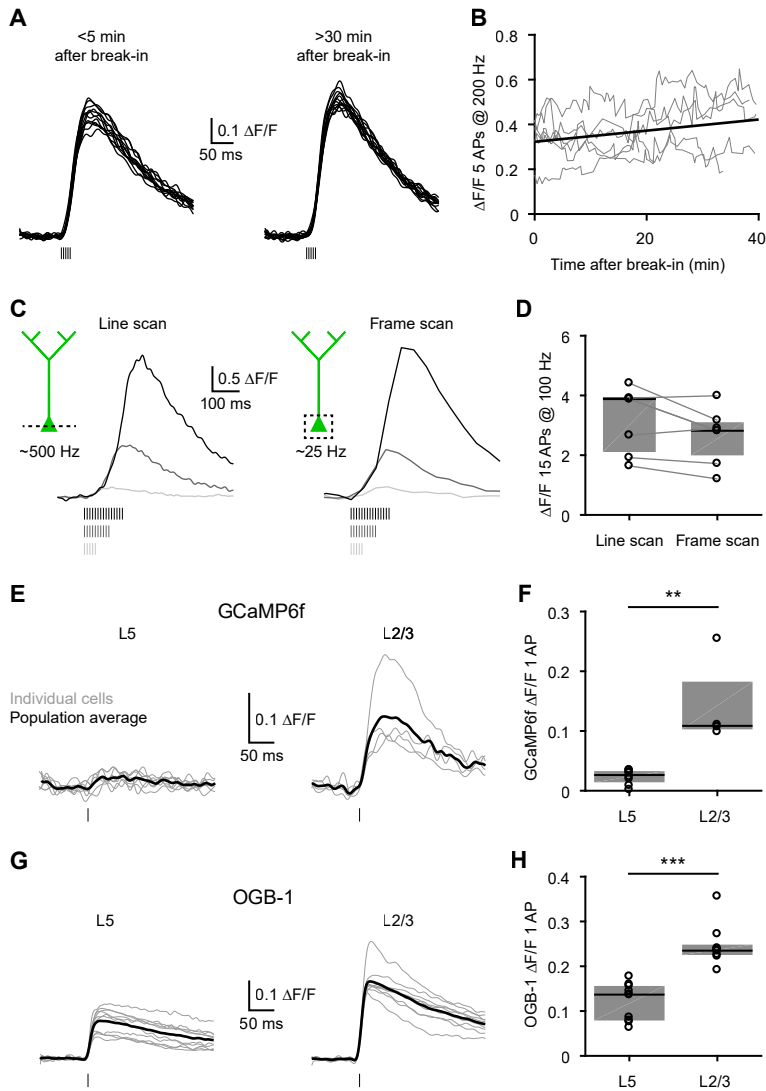 A
<5 min
after break-in
>30 min
after break-in
0.1 ΔF/F
50 ms
B
ΔF/F 5 APs @ 200 Hz
0.8
0.6
0.4
0.2
0
0
20
40
Time after break-in (min)
C
Line scan
Frame scan
0.5 ΔF/F
100 ms
~500 Hz
~25 Hz
D
ΔF/F 15 APs @ 100 Hz
6
4
2
0
Line scan
Frame scan
E
GCaMP6f
L5
L2/3
Individual cells
Population average
0.1 ΔF/F
50 ms
F
**
GCaMP6f ΔF/F 1 AP
0.3
0.2
0.1
0
L5
L2/3
G
OGB-1
L5
L2/3
0.1 ΔF/F
50 ms
H
***
OGB-1 ΔF/F 1 AP
0.4
0.3
0.2
0.1
0
L5
L2/3